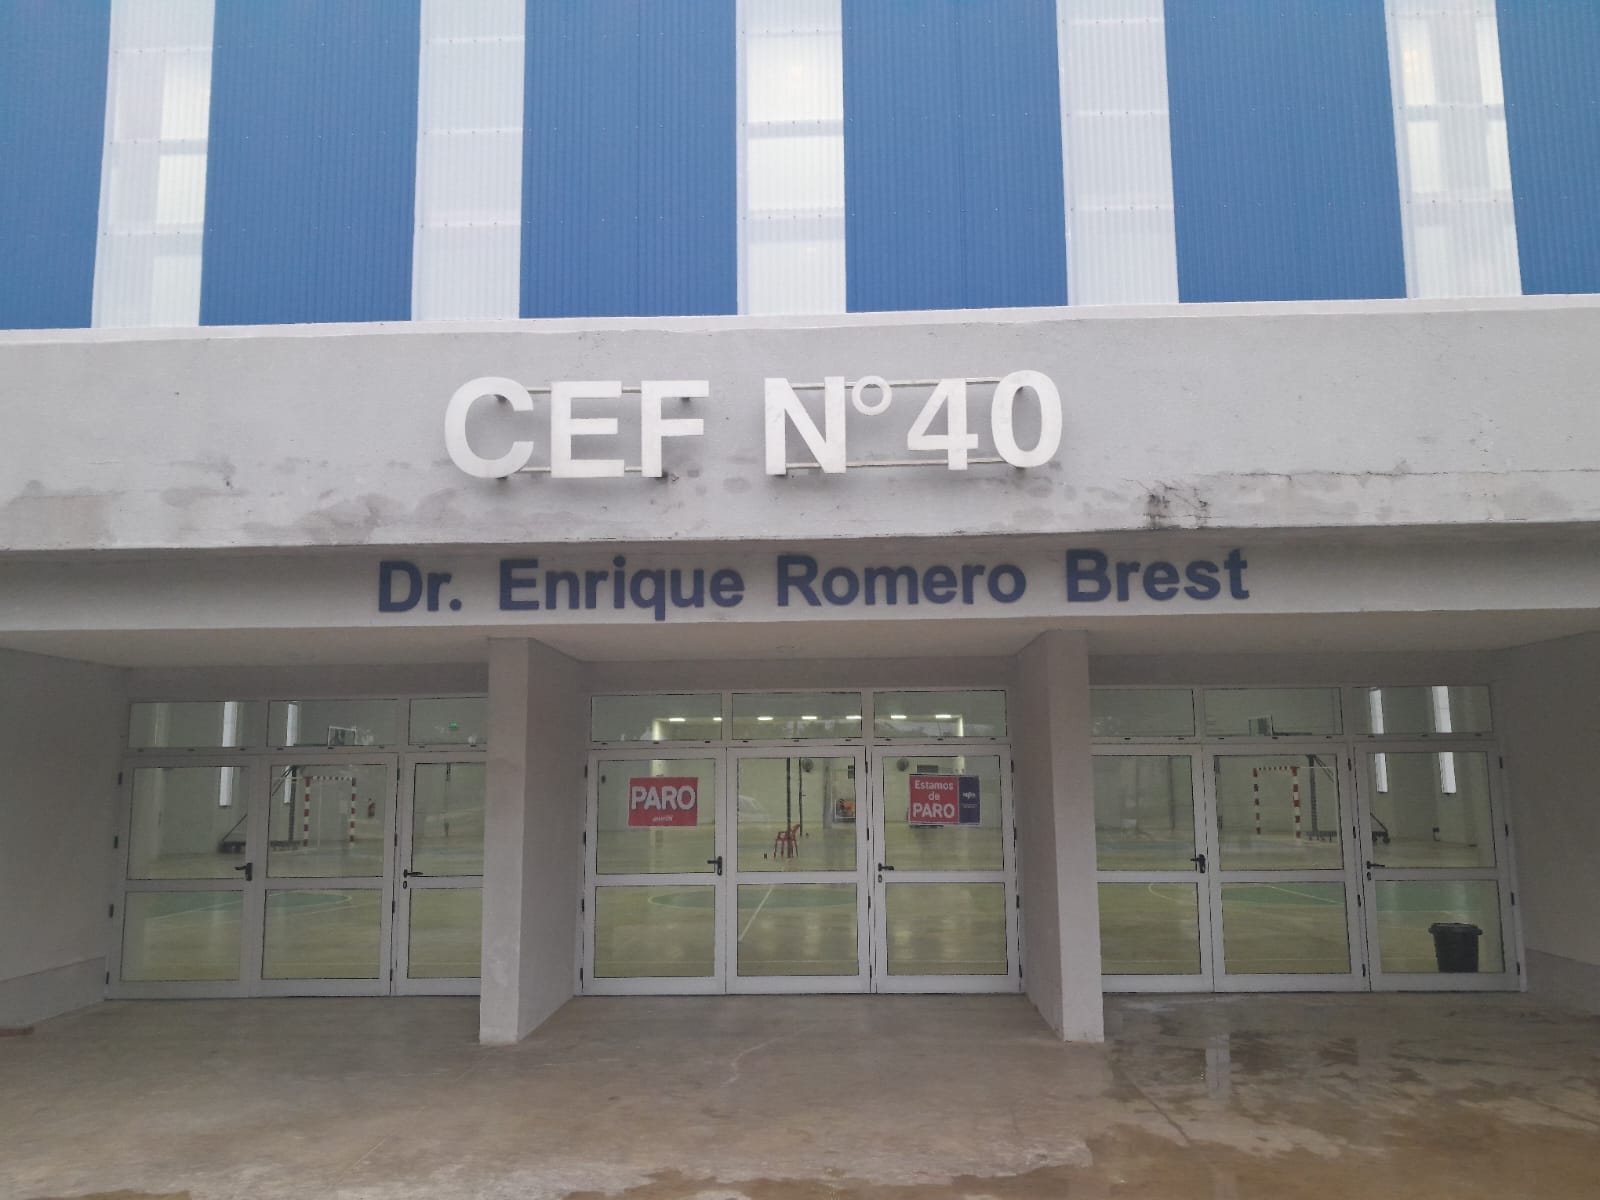 CEF N°40
Dr. Enrique Romero Brest
PARO
Estamos
de
PARO